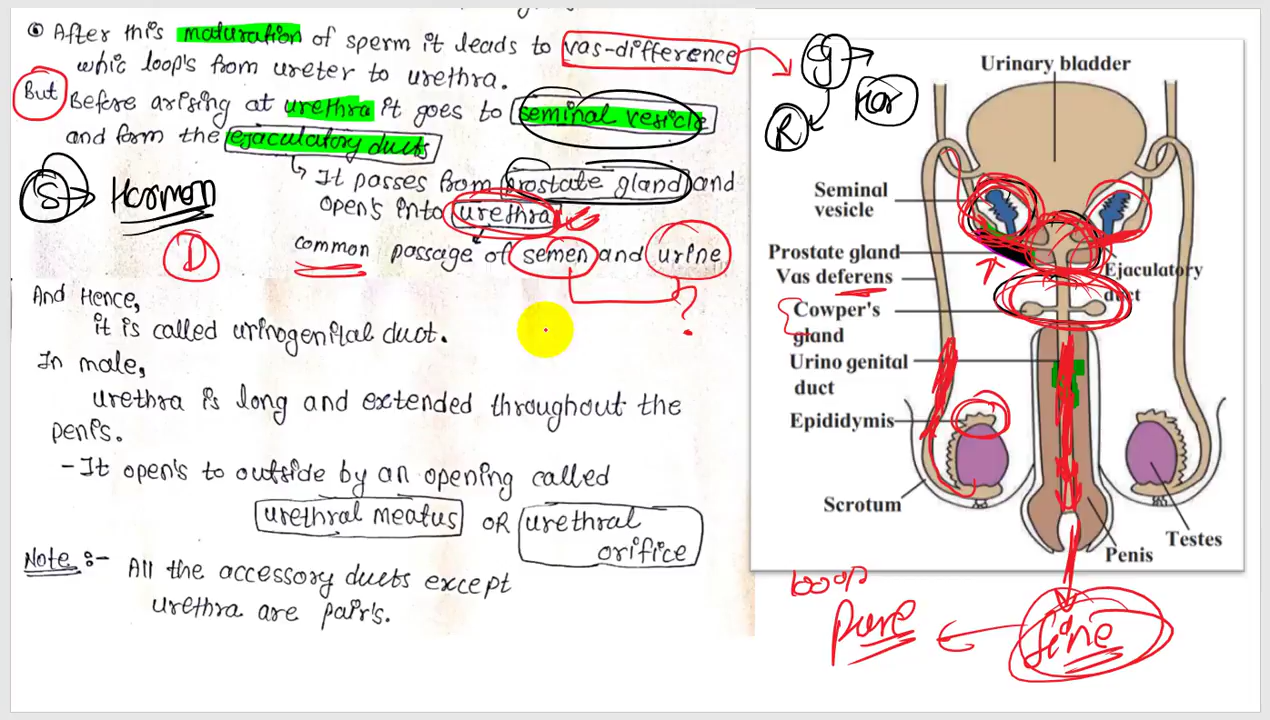 After this maturation of sperm it leads to vas-difference
whic loop's from ureter to urethra.
But Before arising at urethra it goes to seminal vesicle
and form the ejaculatory ducts
It passes from prostate gland and
open's into urethra
common passage of semen and urine
?
S → Harmon
D
And Hence,
it is called urinogenital duct.
In male,
urethra is long and extended throughout the
penis.
- It open's to outside by an opening called
urethral meatus OR urethral
orifice
Note :- All the accessory ducts except
urethra are pair's.
g → Har
R
Urinary bladder
Seminal
vesicle
Prostate gland
Vas deferens
Ejaculatory
duct
Cowper's
gland
Urino genital
duct
Epididymis
Scrotum
Testes
Penis
Pure